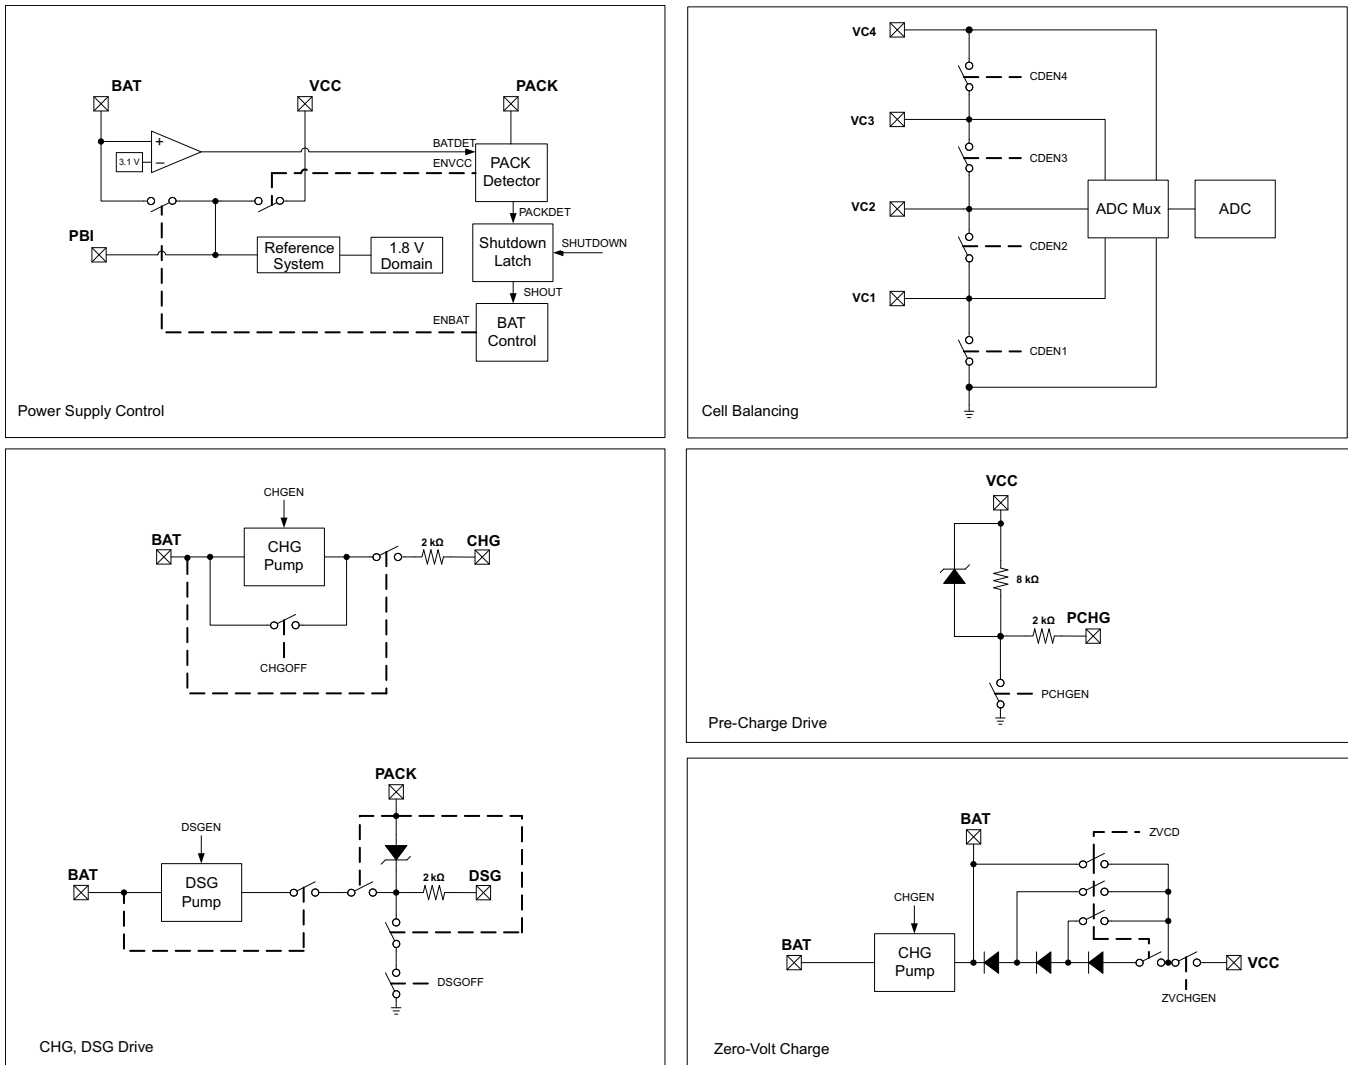 BAT
VCC
PACK
3.1 V
+
−
BATDET
ENVCC
PACK
Detector
PACKDET
PBI
Reference
System
1.8 V
Domain
Shutdown
Latch
SHUTDOWN
SHOUT
ENBAT
BAT
Control
Power Supply Control
VC4
CDEN4
VC3
CDEN3
VC2
ADC Mux
ADC
CDEN2
VC1
CDEN1
Cell Balancing
CHGEN
BAT
CHG
Pump
2 kΩ
CHG
CHGOFF
PACK
DSGEN
BAT
DSG
Pump
2 kΩ
DSG
DSGOFF
CHG, DSG Drive
VCC
8 kΩ
2 kΩ
PCHG
PCHGEN
Pre-Charge Drive
BAT
ZVCD
CHGEN
BAT
CHG
Pump
VCC
ZVCHGEN
Zero-Volt Charge